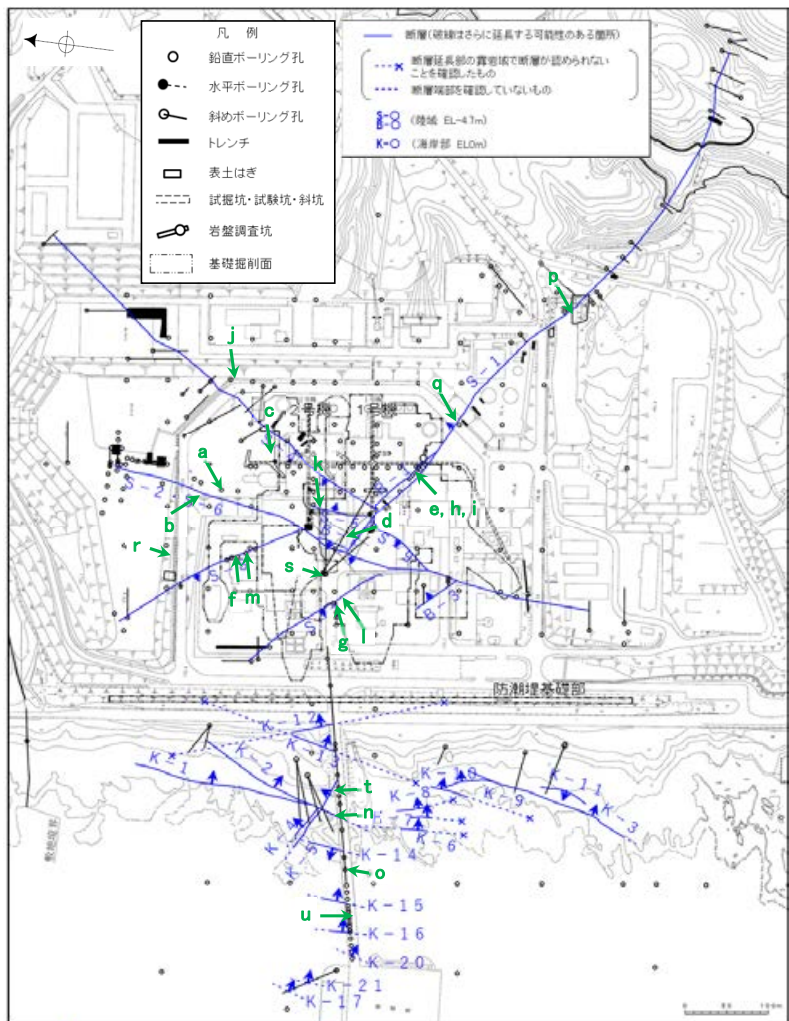 凡 例
鉛直ボーリング孔
水平ボーリング孔
斜めボーリング孔
トレンチ
表土はぎ
試掘坑・試験坑・斜坑
岩盤調査坑
基礎掘削面
断層(破線はさらに延長する可能性のある箇所)
断層延長部の露岩域で断層が認められない
ことを確認したもの
断層端部を確認していないもの
S-○
B-○
(陸域 EL-4.7m)
K-○
(海岸部 EL0m)
p
j
S-1
q
2号機
1号機
c
a
k
S-2・S-6
b
d
e, h, i
r
s
f
m
B-3
g
l
防潮堤基礎部
K-12
K-13
K-2
K-1
K-10
K-11
K-8
K-9
K-3
t
n
K-7
K-6
K-4
K-5
K-14
o
K-15
u
K-16
K-20
K-21
K-17
0
50
100m